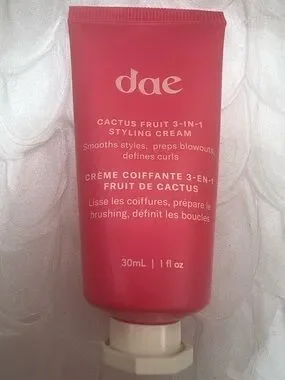 dae
CACTUS FRUIT 3-IN-1
STYLING CREAM
Smooths styles, preps blowouts,
defines curls
CRÈME COIFFANTE 3-EN-1
FRUIT DE CACTUS
Lisse les coiffures, prépare le
brushing, définit les boucles
30mL | 1 fl oz